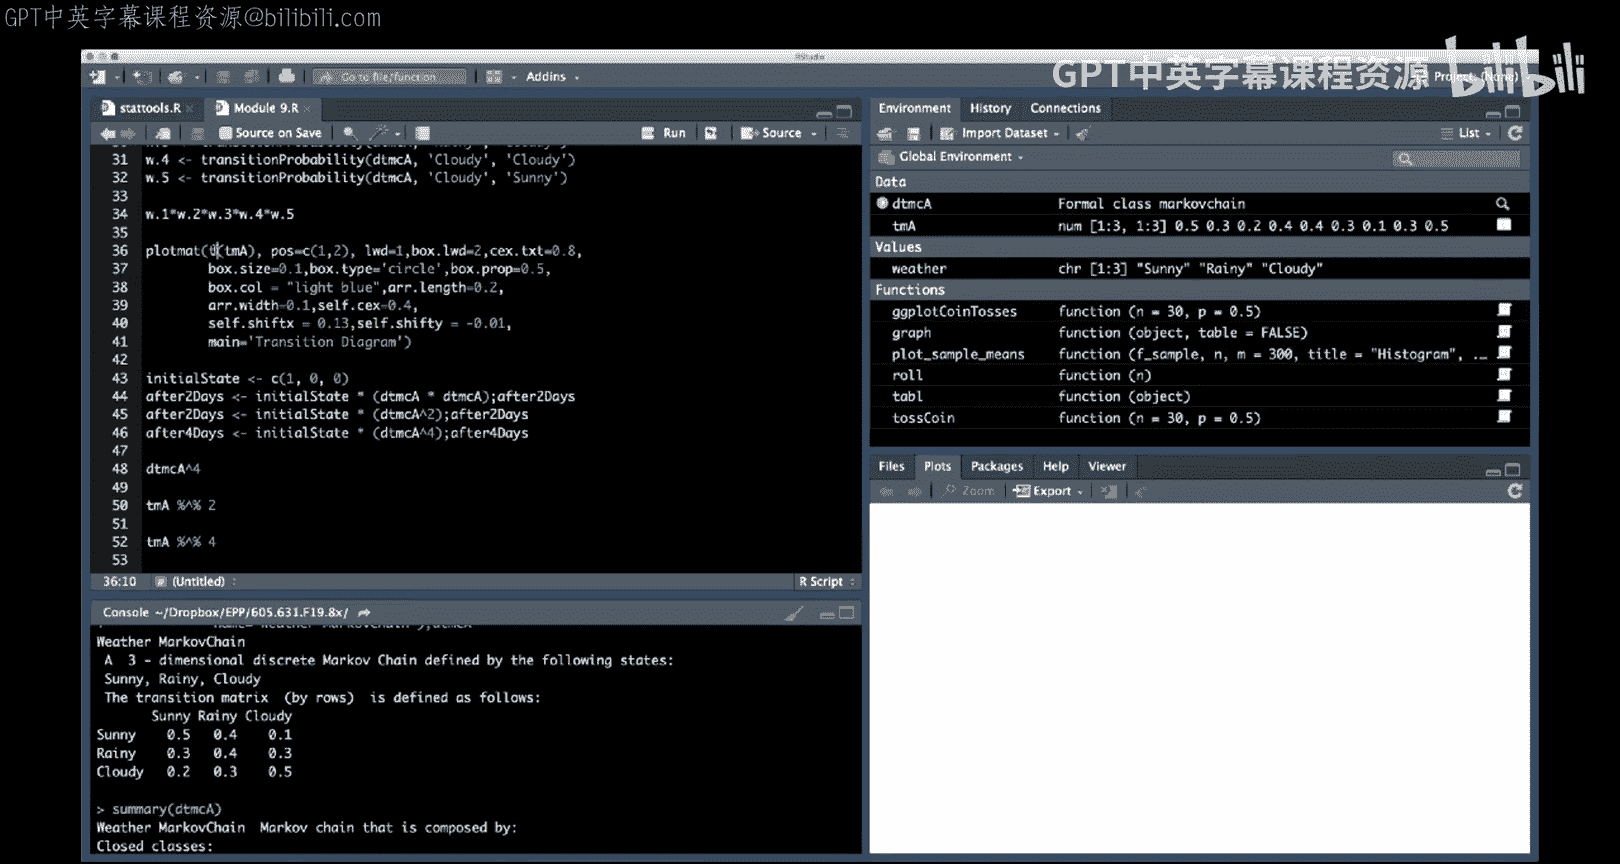 GPT中英字幕课程资源@bilibili.com
RStudio
GPT中英字幕课程资源 bilibili
Go to file/function Addins Project: (None)
stattools.R Module 9.R
Source on Save Run Source
31 w.4 <- transitionProbability(dtmcA, 'Cloudy', 'Cloudy')
32 w.5 <- transitionProbability(dtmcA, 'Cloudy', 'Sunny')
33
34 w.1*w.2*w.3*w.4*w.5
35
36 plotmat(t(tmA), pos=c(1,2), lwd=1,box.lwd=2,cex.txt=0.8,
37 box.size=0.1,box.type='circle',box.prop=0.5,
38 box.col = "light blue",arr.length=0.2,
39 arr.width=0.1,self.cex=0.4,
40 self.shiftx = 0.13,self.shifty = -0.01,
41 main='Transition Diagram')
42
43 initialState <- c(1, 0, 0)
44 after2Days <- initialState * (dtmcA * dtmcA);after2Days
45 after2Days <- initialState * (dtmcA^2);after2Days
46 after4Days <- initialState * (dtmcA^4);after4Days
47
48 dtmcA^4
49
50 tmA %^% 2
51
52 tmA %^% 4
53
36:10 # (Untitled) R Script
Console ~/Dropbox/EPP/605.631.F19.8x/
Weather MarkovChain
A 3 - dimensional discrete Markov Chain defined by the following states:
Sunny, Rainy, Cloudy
The transition matrix (by rows) is defined as follows:
Sunny Rainy Cloudy
Sunny 0.5 0.4 0.1
Rainy 0.3 0.4 0.3
Cloudy 0.2 0.3 0.5
> summary(dtmcA)
Weather MarkovChain Markov chain that is composed by:
Closed classes:
Environment History Connections
Import Dataset List
Global Environment
Data
dtmcA Formal class markovchain
tmA num [1:3, 1:3] 0.5 0.3 0.2 0.4 0.4 0.3 0.1 0.3 0.5
Values
weather chr [1:3] "Sunny" "Rainy" "Cloudy"
Functions
ggplotCoinTosses function (n = 30, p = 0.5)
graph function (object, table = FALSE)
plot_sample_means function (f_sample, n, m = 300, title = "Histogram", ...
roll function (n)
tabl function (object)
tossCoin function (n = 30, p = 0.5)
Files Plots Packages Help Viewer
Zoom Export